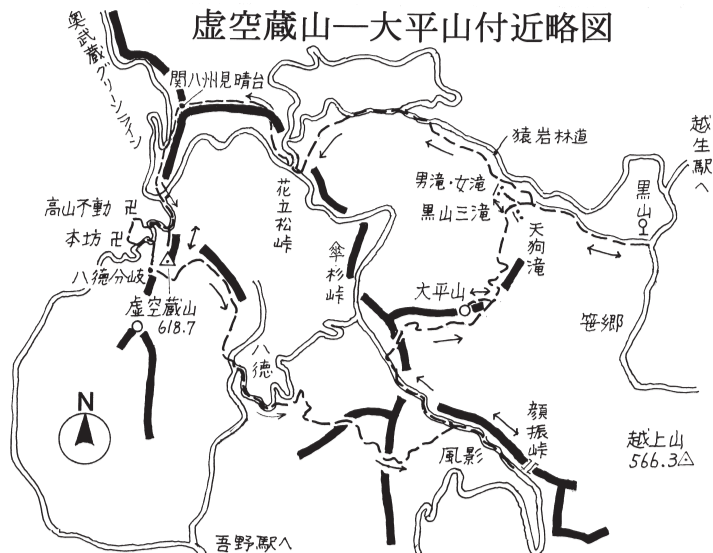 虚空蔵山―大平山付近略図
奥武蔵グリーンライン
関八州見晴台
猿岩林道
越生駅へ
黒山
男滝・女滝
黒山三滝
天狗滝
花立松峠
高山不動 卍
本坊 卍
八徳分岐
傘杉峠
大平山
虚空蔵山
618.7
笹郷
八徳
N
顔振峠
越上山
566.3
風影
吾野駅へ